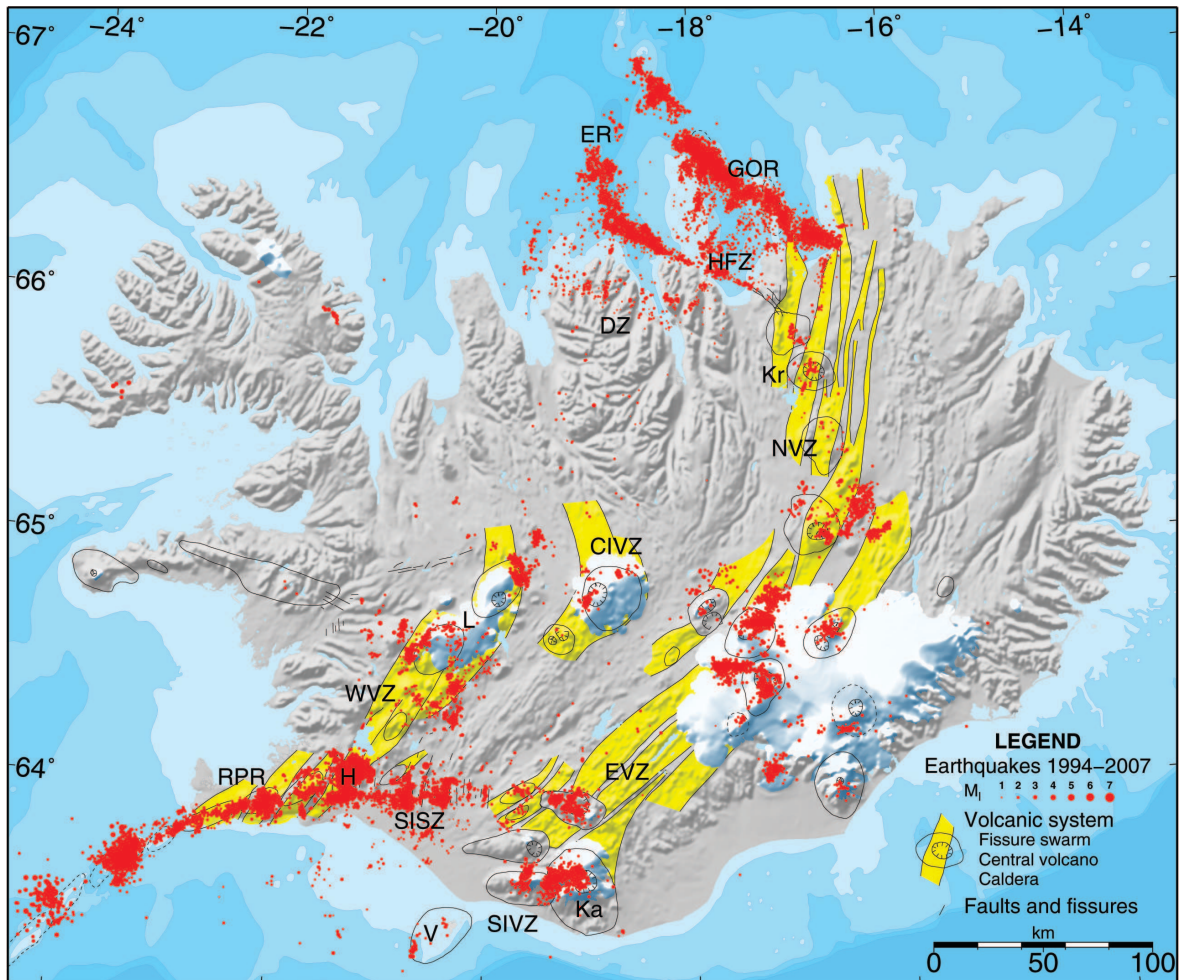 −24
−22
−20
−18
−16
−14
67°
66°
65°
64°
ER
GOR
HFZ
DZ
Kr
NVZ
CIVZ
L
WVZ
RPR
H
SISZ
EVZ
SIVZ
Ka
V
LEGEND
Earthquakes 1994–2007
Ml 1 2 3 4 5 6 7
Volcanic system
Fissure swarm
Central volcano
Caldera
Faults and fissures
km
0 50 100